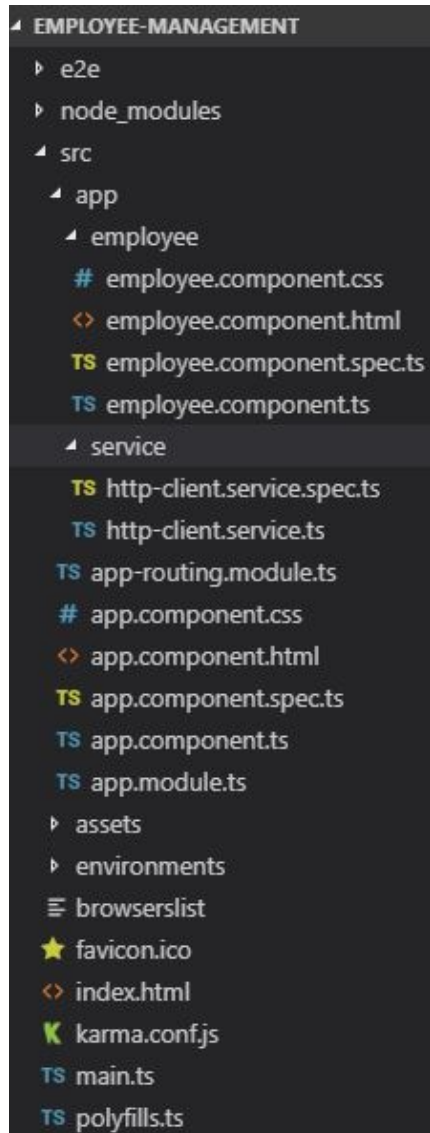 EMPLOYEE-MANAGEMENT
e2e
node_modules
src
app
employee
# employee.component.css
<> employee.component.html
TS employee.component.spec.ts
TS employee.component.ts
service
TS http-client.service.spec.ts
TS http-client.service.ts
TS app-routing.module.ts
# app.component.css
<> app.component.html
TS app.component.spec.ts
TS app.component.ts
TS app.module.ts
assets
environments
browserslist
favicon.ico
<> index.html
K karma.conf.js
TS main.ts
TS polyfills.ts